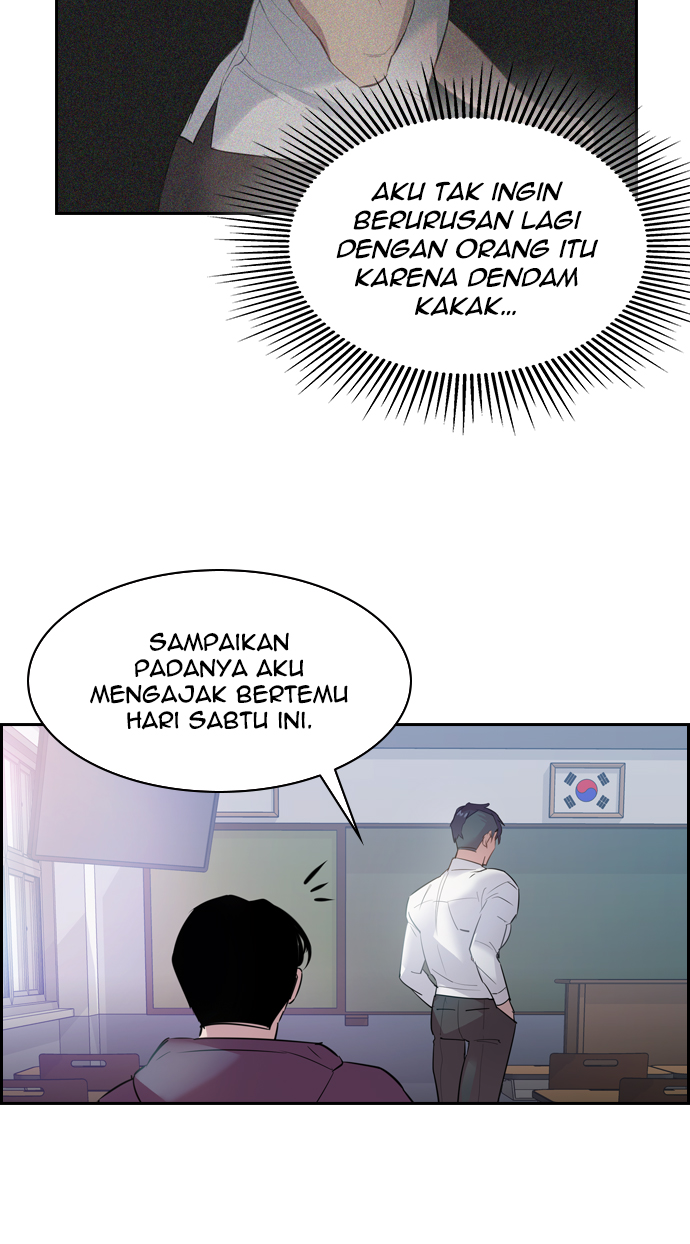 AKU TAK INGIN
BERURUSAN LAGI
DENGAN ORANG ITU
KARENA DENDAM
KAKAK...
SAMPAIKAN
PADANYA AKU
MENGAJAK BERTEMU
HARI SABTU INI.